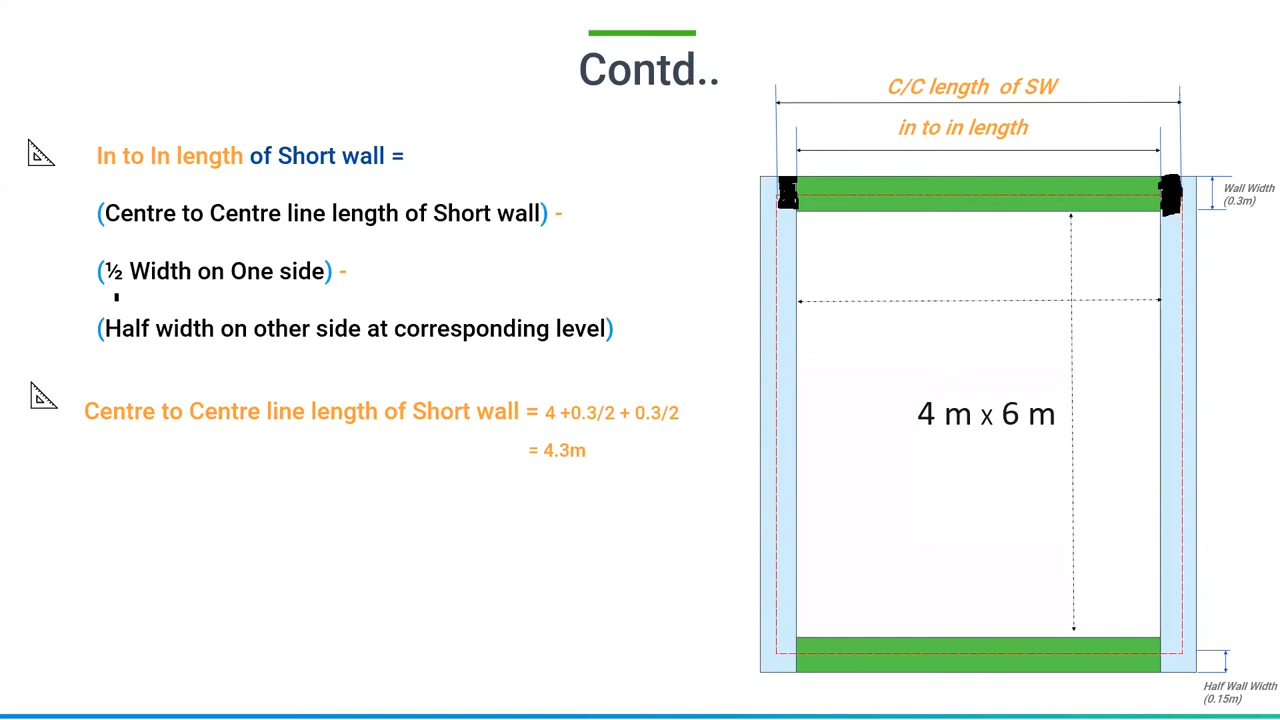 Contd..
C/C length of SW
in to in length
In to In length of Short wall =
Wall Width
(0.3m)
(Centre to Centre line length of Short wall) -
(½ Width on One side) -
(Half width on other side at corresponding level)
Centre to Centre line length of Short wall = 4 +0.3/2 + 0.3/2
= 4.3m
4 m x 6 m
Half Wall Width
(0.15m)